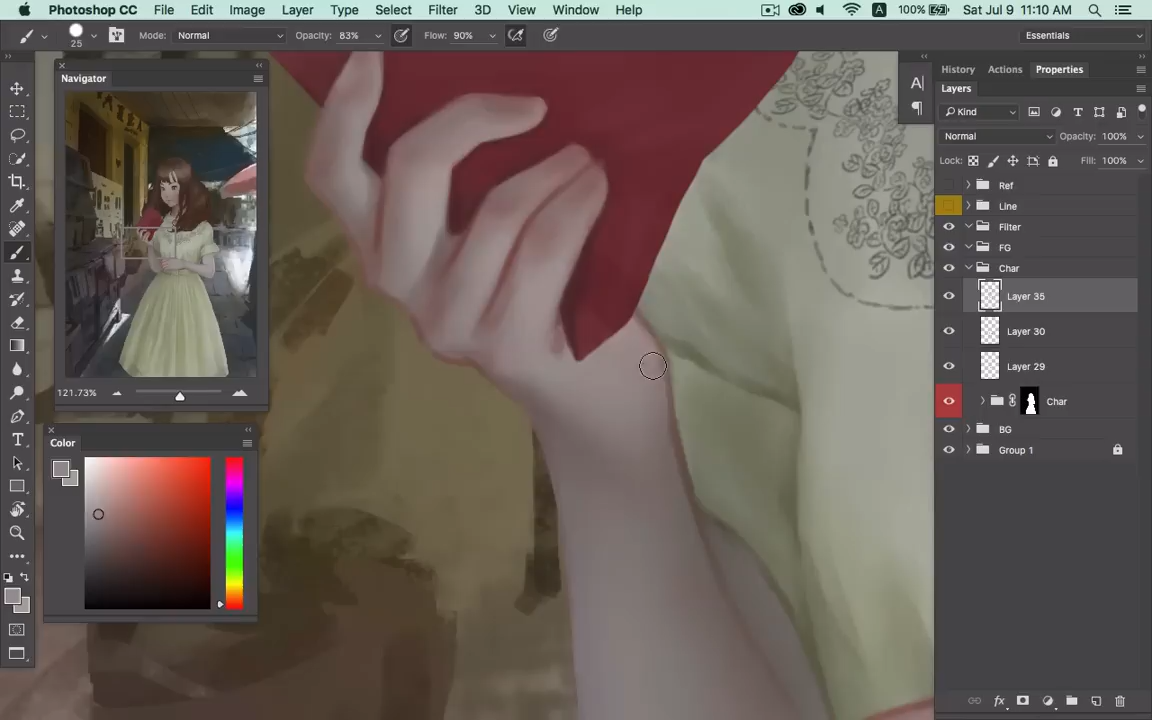 Photoshop CC File Edit Image Layer Type Select Filter 3D View Window Help A 100% Sat Jul 9 11:10 AM
25 Mode: Normal Opacity: 83% Flow: 90% Essentials
Navigator
121.73%
Color
A
History Actions Properties
Layers
Kind
Normal Opacity: 100%
Lock: Fill: 100%
Ref
Line
Filter
FG
Char
Layer 35
Layer 30
Layer 29
Char
BG
Group 1
T
fx